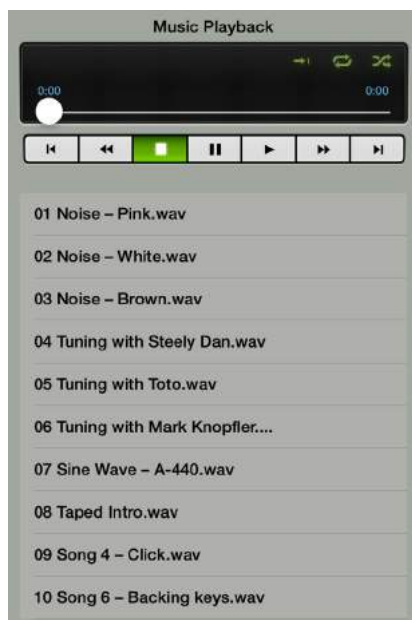 Music Playback
0:00 0:00
01 Noise – Pink.wav
02 Noise – White.wav
03 Noise – Brown.wav
04 Tuning with Steely Dan.wav
05 Tuning with Toto.wav
06 Tuning with Mark Knopfler....
07 Sine Wave – A-440.wav
08 Taped Intro.wav
09 Song 4 – Click.wav
10 Song 6 – Backing keys.wav